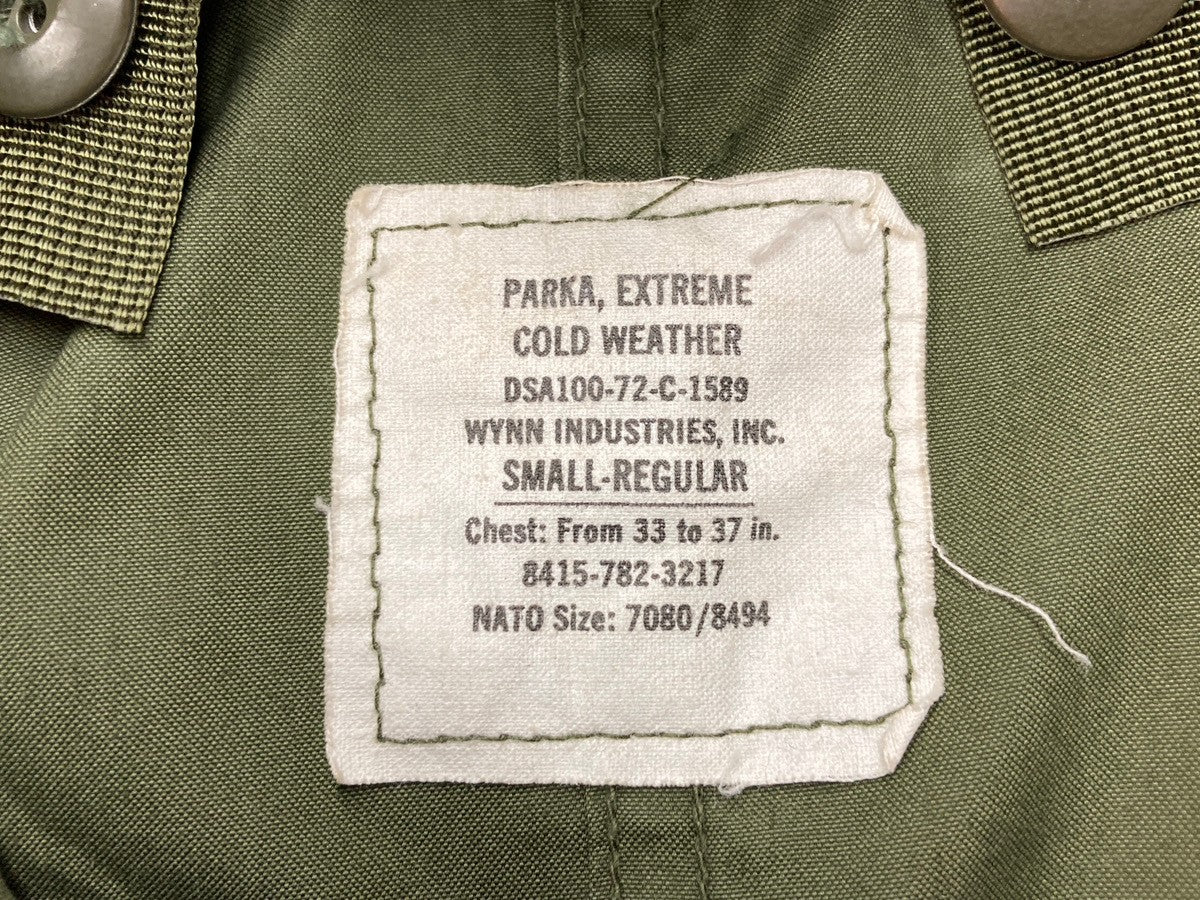 PARKA, EXTREME
COLD WEATHER
DSA100-72-C-1589
WYNN INDUSTRIES, INC.
SMALL-REGULAR
Chest: From 33 to 37 in.
8415-782-3217
NATO Size: 7080/8494